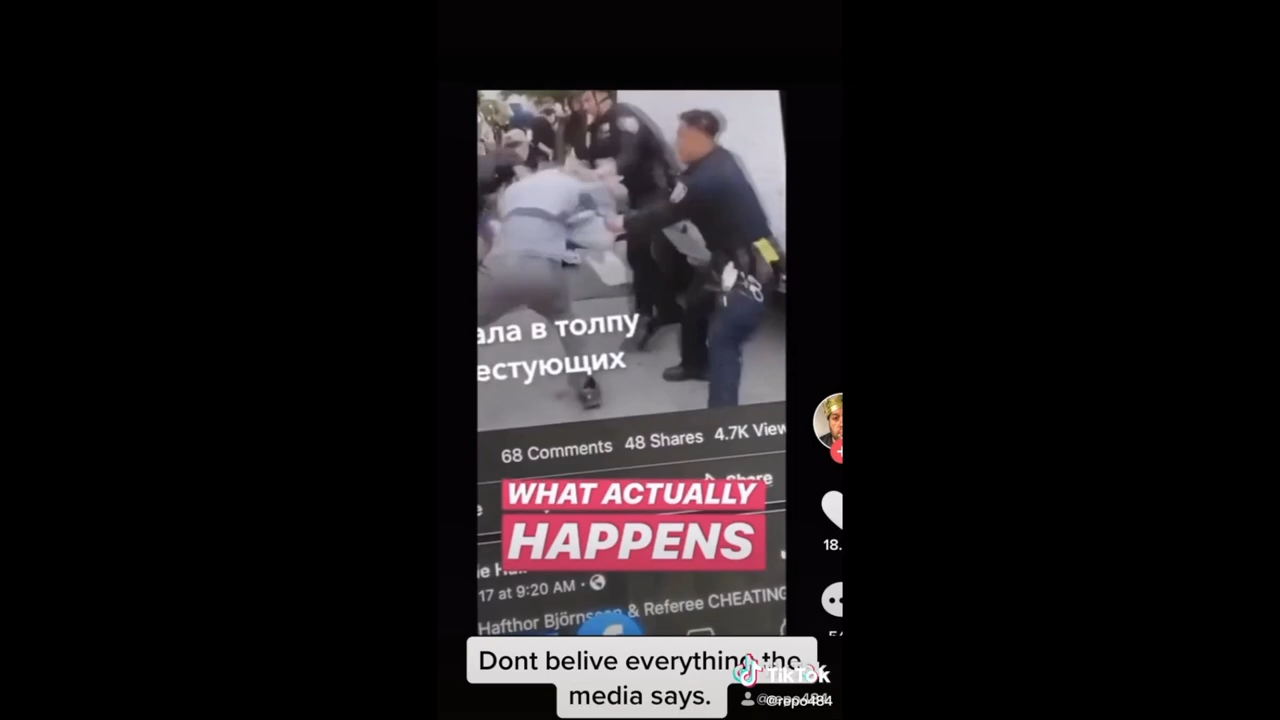 ала в толпу
естующих
68 Comments 48 Shares 4.7K View
Share
WHAT ACTUALLY
HAPPENS
17 at 9:20 AM ·
Hafthor Björnsson & Referee CHEATING
18.
Dont belive everything the
media says.
TikTok
@repo484